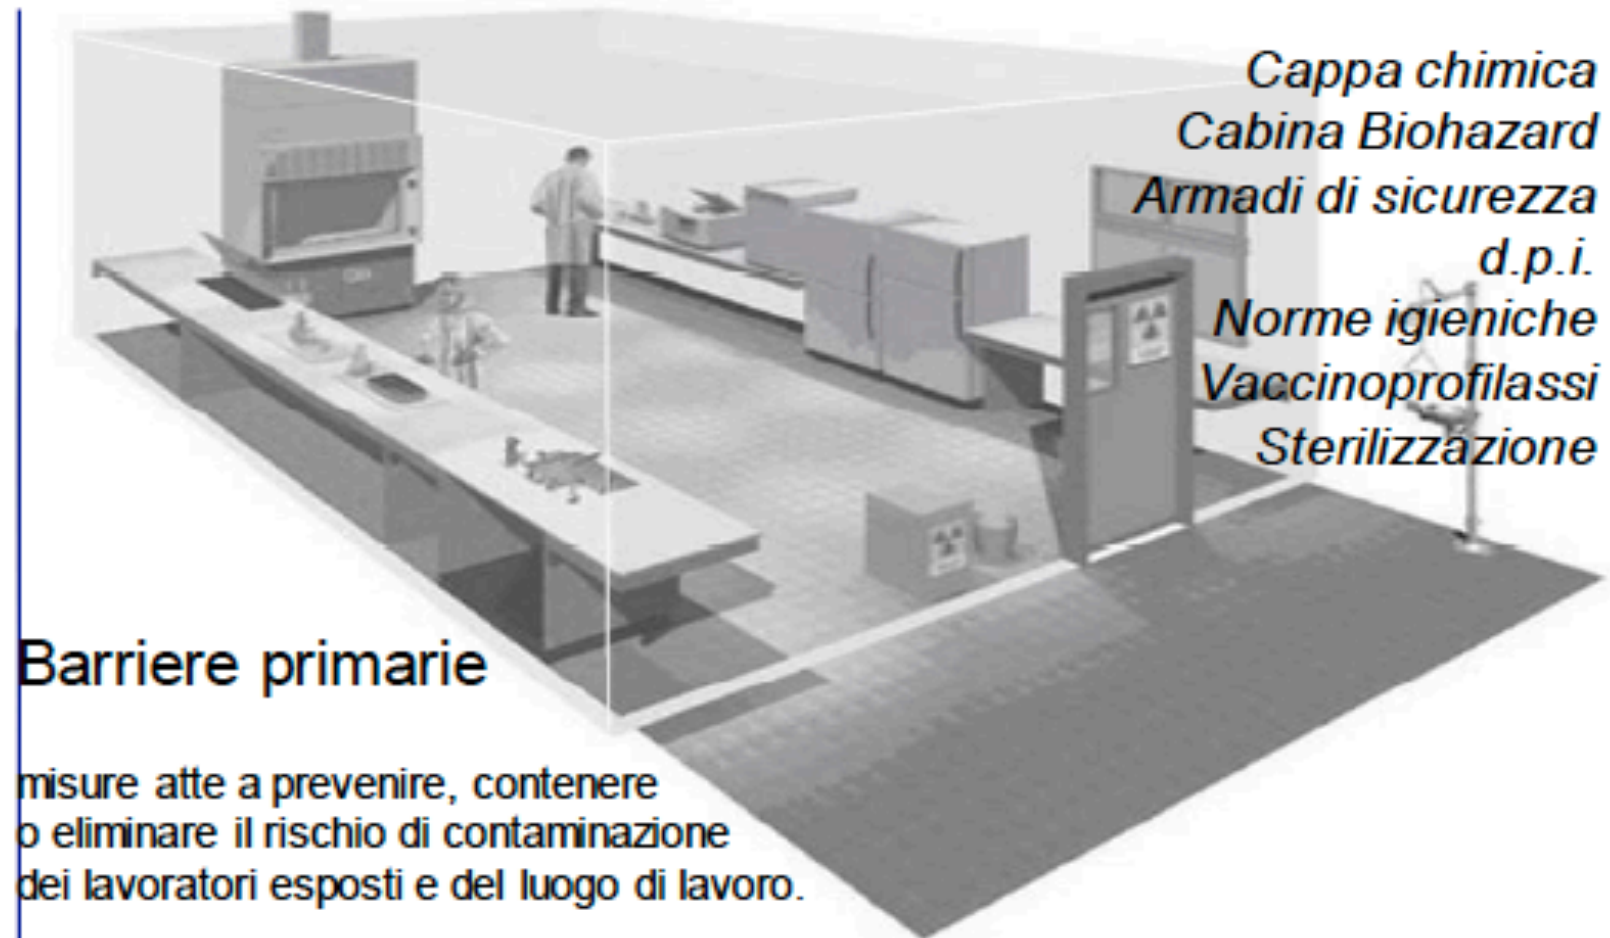 Cappa chimica
Cabina Biohazard
Armadi di sicurezza
d.p.i.
Norme igieniche
Vaccinoprofilassi
Sterilizzazione
Barriere primarie
misure atte a prevenire, contenere
o eliminare il rischio di contaminazione
dei lavoratori esposti e del luogo di lavoro.